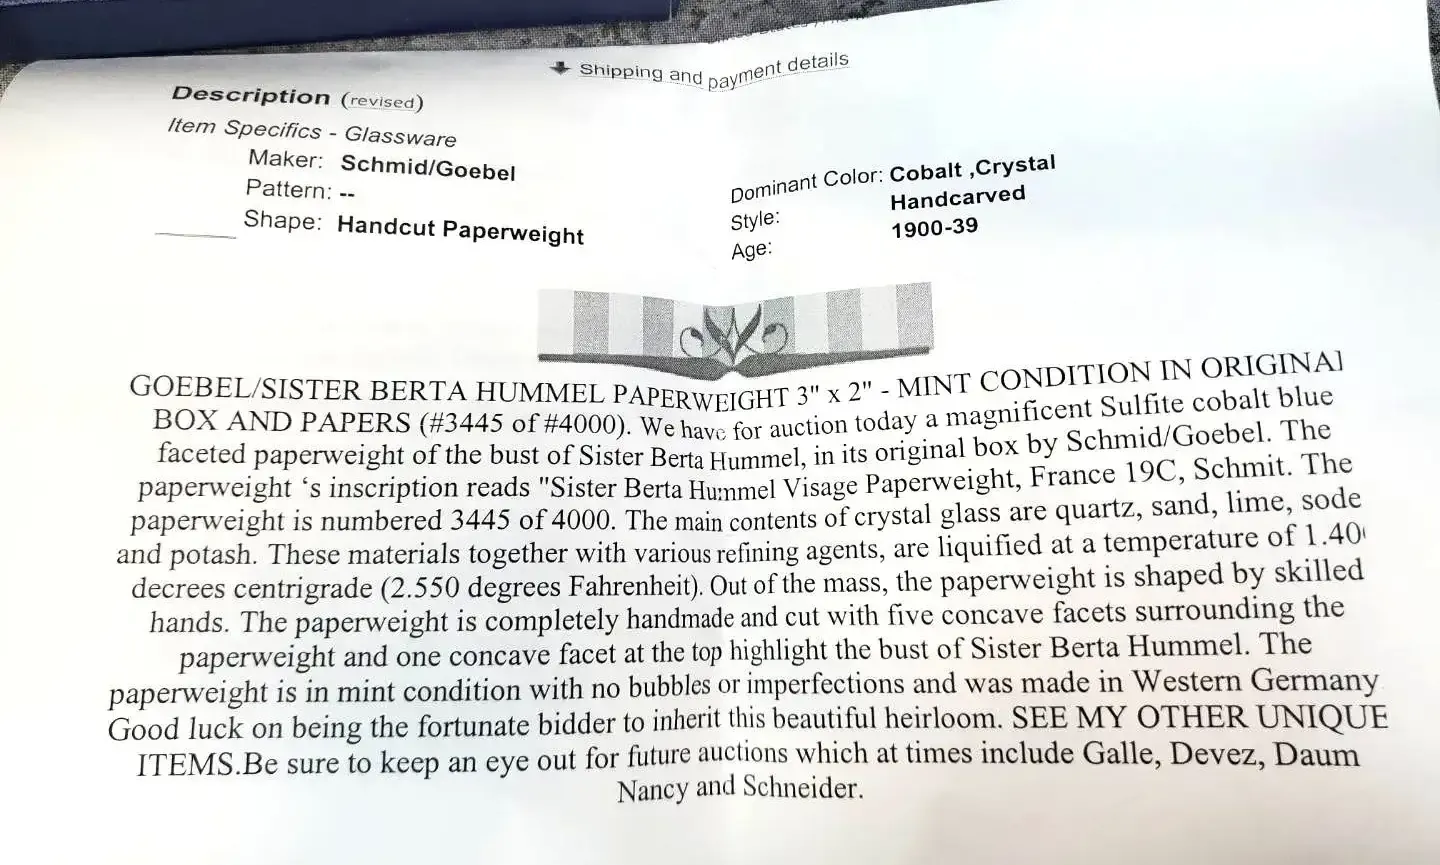 Shipping and payment details
Description (revised)
Item Specifics - Glassware
Maker: Schmid/Goebel
Pattern: --
Shape: Handcut Paperweight
Dominant Color: Cobalt ,Crystal
Style: Handcarved
Age: 1900-39
GOEBEL/SISTER BERTA HUMMEL PAPERWEIGHT 3" x 2" - MINT CONDITION IN ORIGINAl
BOX AND PAPERS (#3445 of #4000). We have for auction today a magnificent Sulfite cobalt blue
faceted paperweight of the bust of Sister Berta Hummel, in its original box by Schmid/Goebel. The
paperweight ‘s inscription reads "Sister Berta Hummel Visage Paperweight, France 19C, Schmit. The
paperweight is numbered 3445 of 4000. The main contents of crystal glass are quartz, sand, lime, sode
and potash. These materials together with various refining agents, are liquified at a temperature of 1.40
decrees centrigrade (2.550 degrees Fahrenheit). Out of the mass, the paperweight is shaped by skilled
hands. The paperweight is completely handmade and cut with five concave facets surrounding the
paperweight and one concave facet at the top highlight the bust of Sister Berta Hummel. The
paperweight is in mint condition with no bubbles or imperfections and was made in Western Germany
Good luck on being the fortunate bidder to inherit this beautiful heirloom. SEE MY OTHER UNIQUE
ITEMS.Be sure to keep an eye out for future auctions which at times include Galle, Devez, Daum
Nancy and Schneider.